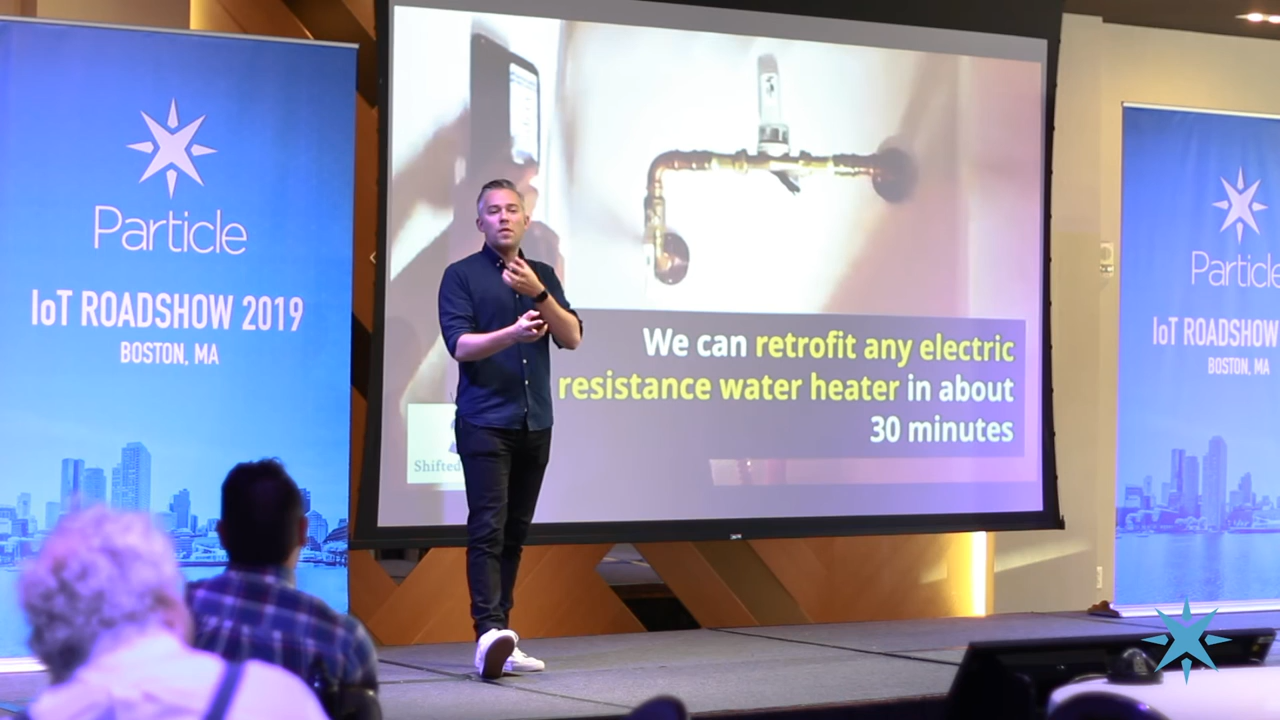 Particle
IoT ROADSHOW 2019
BOSTON, MA
We can retrofit any electric
resistance water heater in about
30 minutes
Shifted
Particle
IoT ROADSHOW
BOSTON, MA